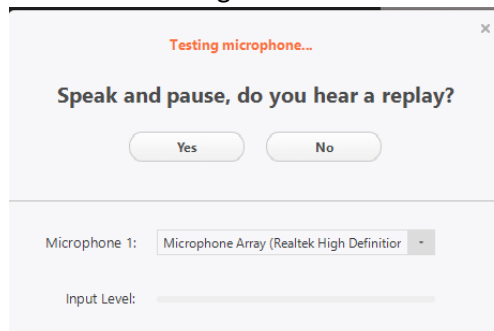 Testing microphone...
Speak and pause, do you hear a replay?
Yes No
Microphone 1: Microphone Array (Realtek High Definition
Input Level: